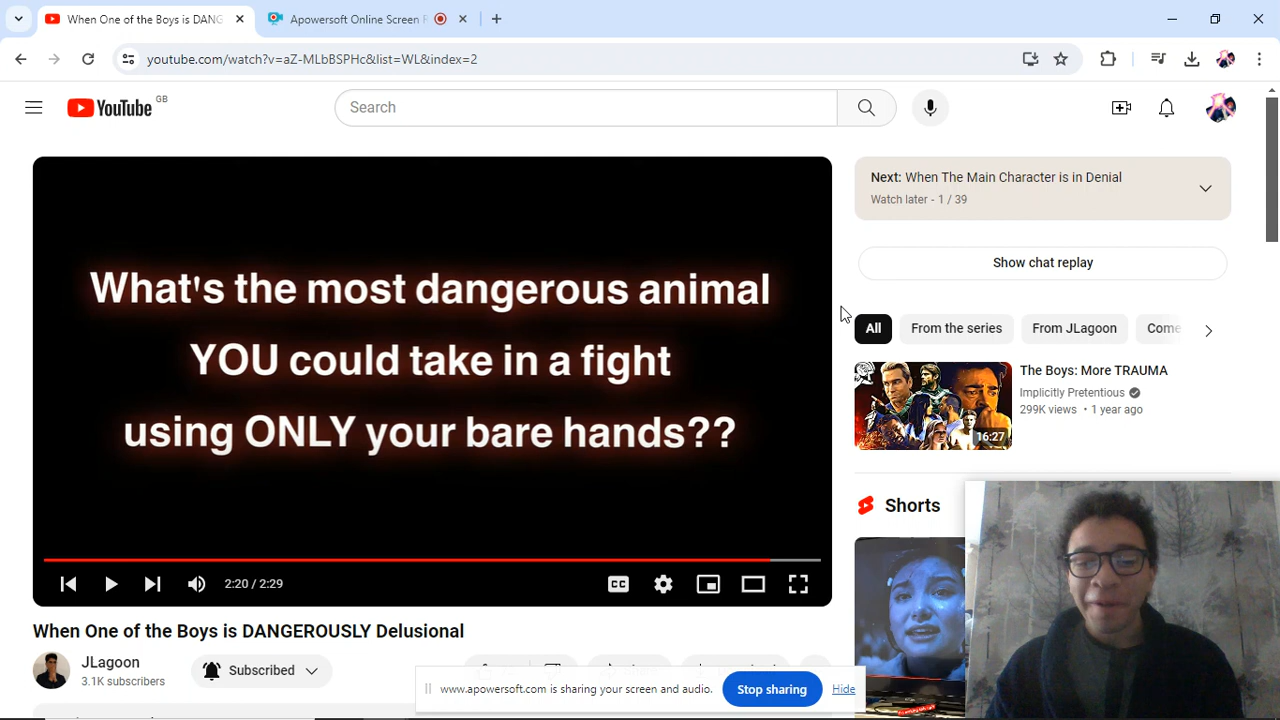 When One of the Boys is DANG
Apowersoft Online Screen R
youtube.com/watch?v=aZ-MLbBSPHc&list=WL&index=2
YouTube GB
Search
What's the most dangerous animal
YOU could take in a fight
using ONLY your bare hands??
2:20 / 2:29
CC
When One of the Boys is DANGEROUSLY Delusional
JLagoon
3.1K subscribers
Subscribed
Next: When The Main Character is in Denial
Watch later - 1 / 39
Show chat replay
All
From the series
From JLagoon
Come
The Boys: More TRAUMA
Implicitly Pretentious
299K views • 1 year ago
16:27
Shorts
www.apowersoft.com is sharing your screen and audio.
Stop sharing
Hide